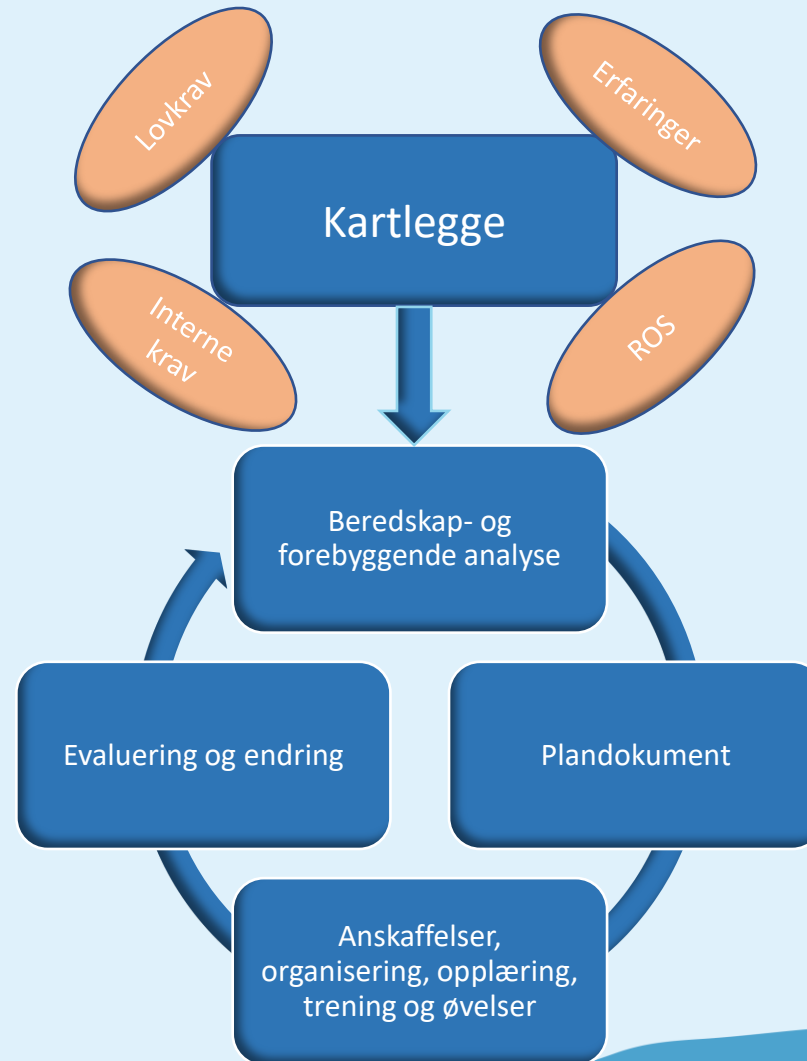 Lovkrav
Erfaringer
Kartlegge
Interne
krav
ROS
Beredskap- og
forebyggende analyse
Evaluering og endring
Plandokument
Anskaffelser,
organisering, opplæring,
trening og øvelser